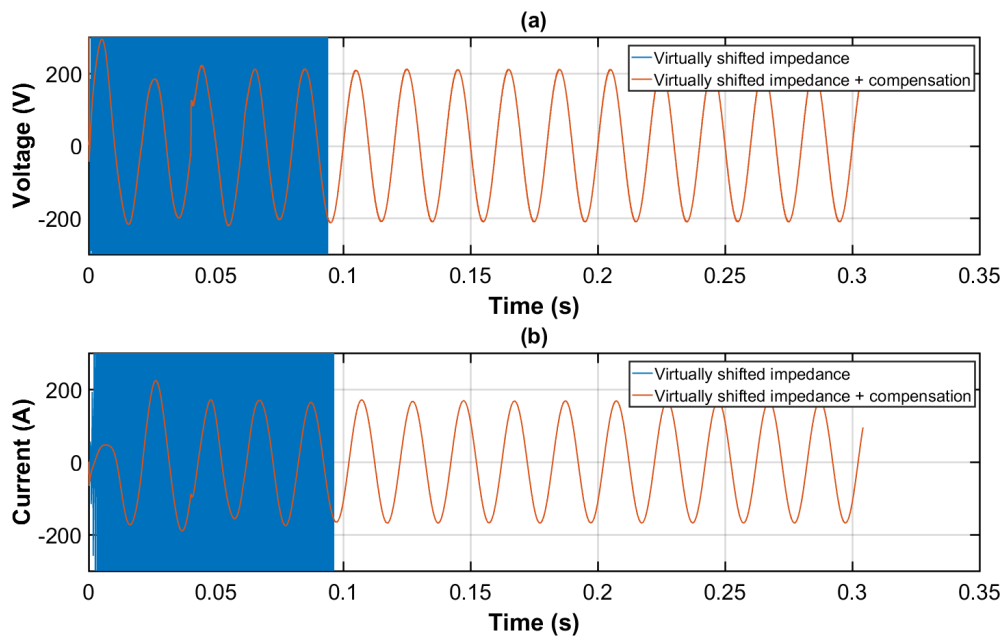 (a)
Voltage (V)
200
0
-200
Virtually shifted impedance
Virtually shifted impedance + compensation
0 0.05 0.1 0.15 0.2 0.25 0.3 0.35
Time (s)
(b)
Current (A)
200
0
-200
Virtually shifted impedance
Virtually shifted impedance + compensation
0 0.05 0.1 0.15 0.2 0.25 0.3 0.35
Time (s)